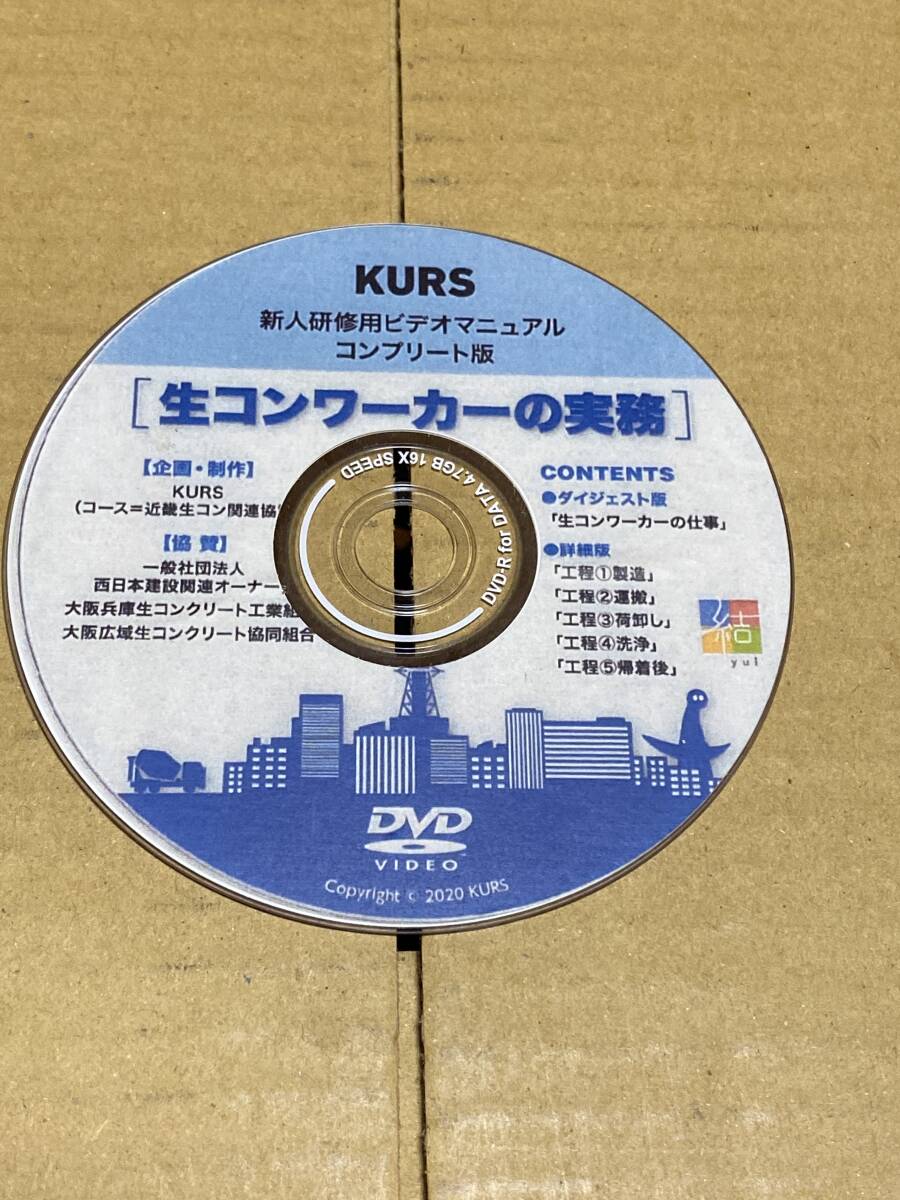 KURS
新人研修用ビデオマニュアル
コンプリート版
[生コンワーカーの実務]
【企画・制作】
KURS
(コース=近畿生コン関連協
【協賛】
一般社団法人
西日本建設関連オーナー
大阪兵庫生コンクリート工業組
大阪広域生コンクリート協同組合
DVD-R for DATA 4.7GB 16X SPEED
CONTENTS
●ダイジェスト版
「生コンワーカーの仕事」
●詳細版
「工程①製造」
「工程②運搬」
「工程③荷卸し」
「工程④洗浄」
「工程⑤帰着後」
結
yui
DVD
VIDEO
Copyright © 2020 KURS